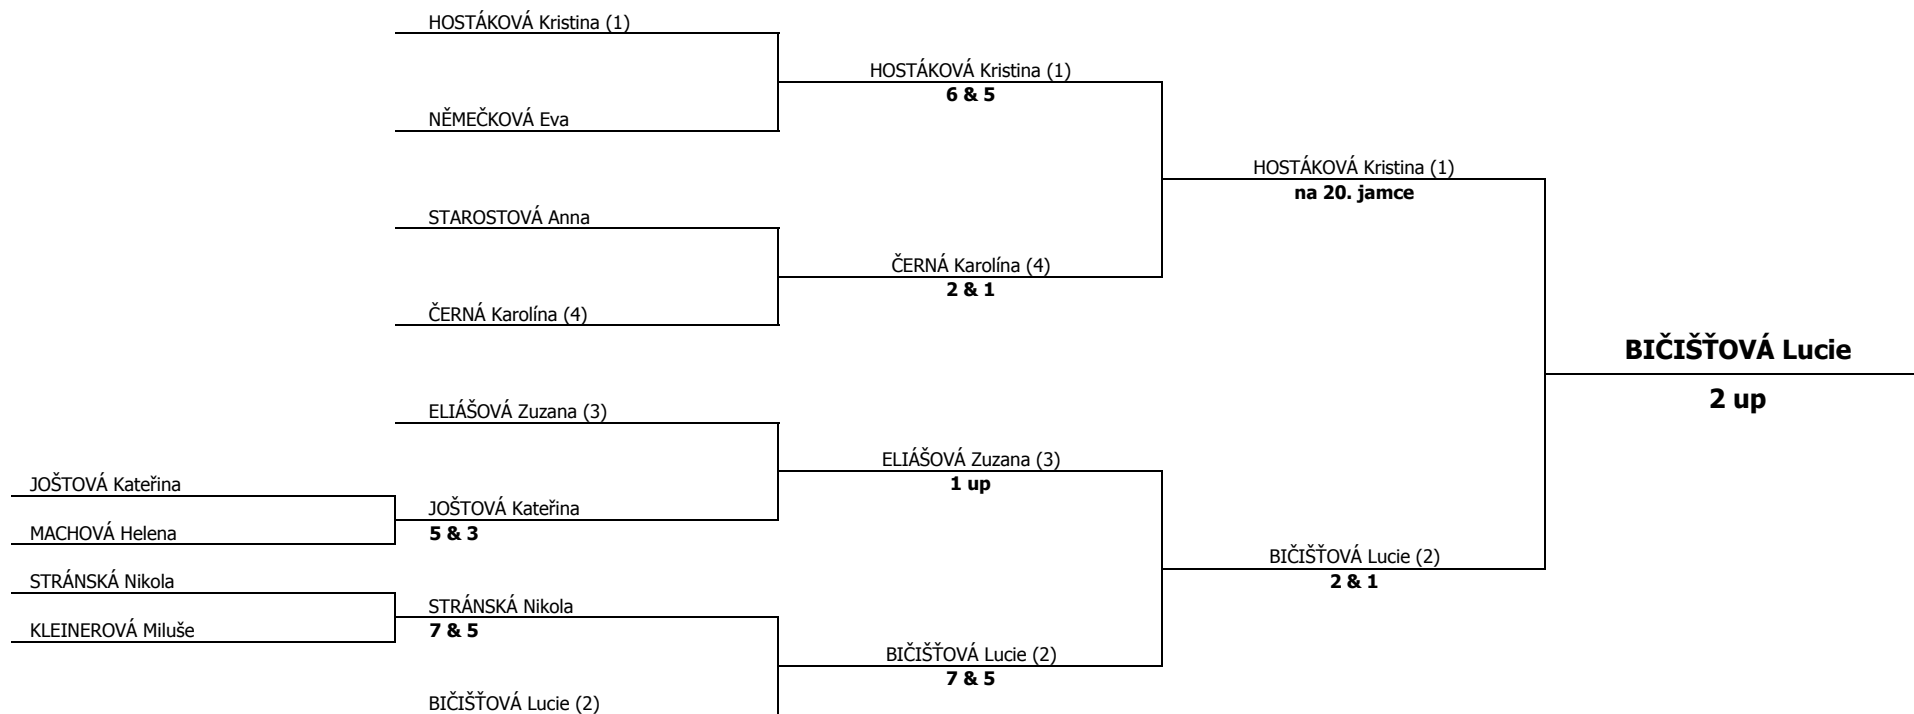 HOSTÁKOVÁ Kristina (1)
HOSTÁKOVÁ Kristina (1)
6 & 5
NĚMEČKOVÁ Eva
HOSTÁKOVÁ Kristina (1)
na 20. jamce
STAROSTOVÁ Anna
ČERNÁ Karolína (4)
2 & 1
ČERNÁ Karolína (4)
BIČIŠŤOVÁ Lucie
2 up
ELIÁŠOVÁ Zuzana (3)
ELIÁŠOVÁ Zuzana (3)
1 up
JOŠTOVÁ Kateřina
JOŠTOVÁ Kateřina
5 & 3
MACHOVÁ Helena
BIČIŠŤOVÁ Lucie (2)
2 & 1
STRÁNSKÁ Nikola
STRÁNSKÁ Nikola
7 & 5
KLEINEROVÁ Miluše
BIČIŠŤOVÁ Lucie (2)
7 & 5
BIČIŠŤOVÁ Lucie (2)